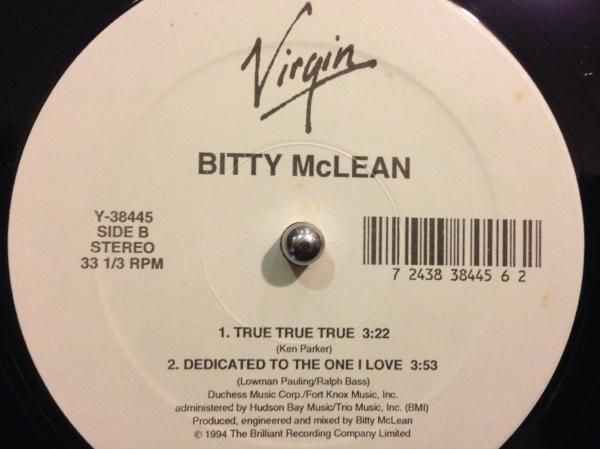 Virgin
BITTY McLEAN
Y-38445
SIDE B
STEREO
33 1/3 RPM
7 2438 38445 6 2
1. TRUE TRUE TRUE 3:22
(Ken Parker)
2. DEDICATED TO THE ONE I LOVE 3:53
(Lowman Pauling/Ralph Bass)
Duchess Music Corp./Fort Knox Music, Inc.
administered by Hudson Bay Music/Trio Music, Inc. (BMI)
Produced, engineered and mixed by Bitty McLean
℗ 1994 The Brilliant Recording Company Limited